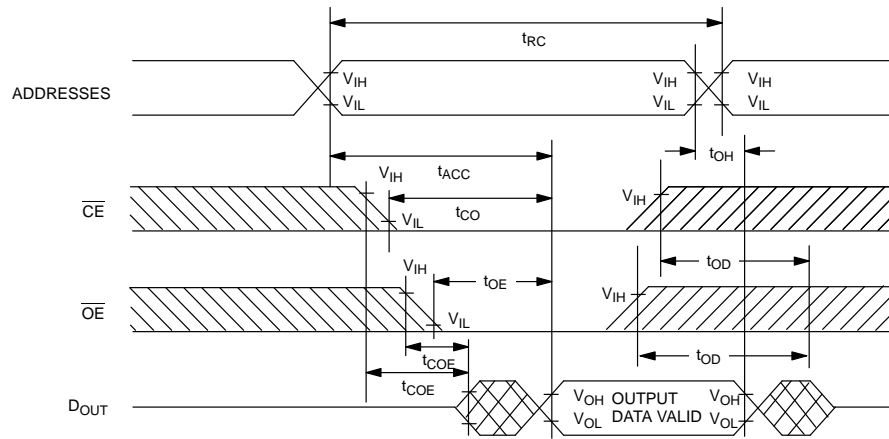 tRC
ADDRESSES
VIH
VIL
VIH
VIL
VIH
VIL
tACC
tOH
CE
VIH
VIL
tCO
VIH
OE
VIH
VIL
tOE
tOD
VIH
tCOE
tCOE
tOD
DOUT
VOH
VOL
OUTPUT
DATA VALID
VOH
VOL